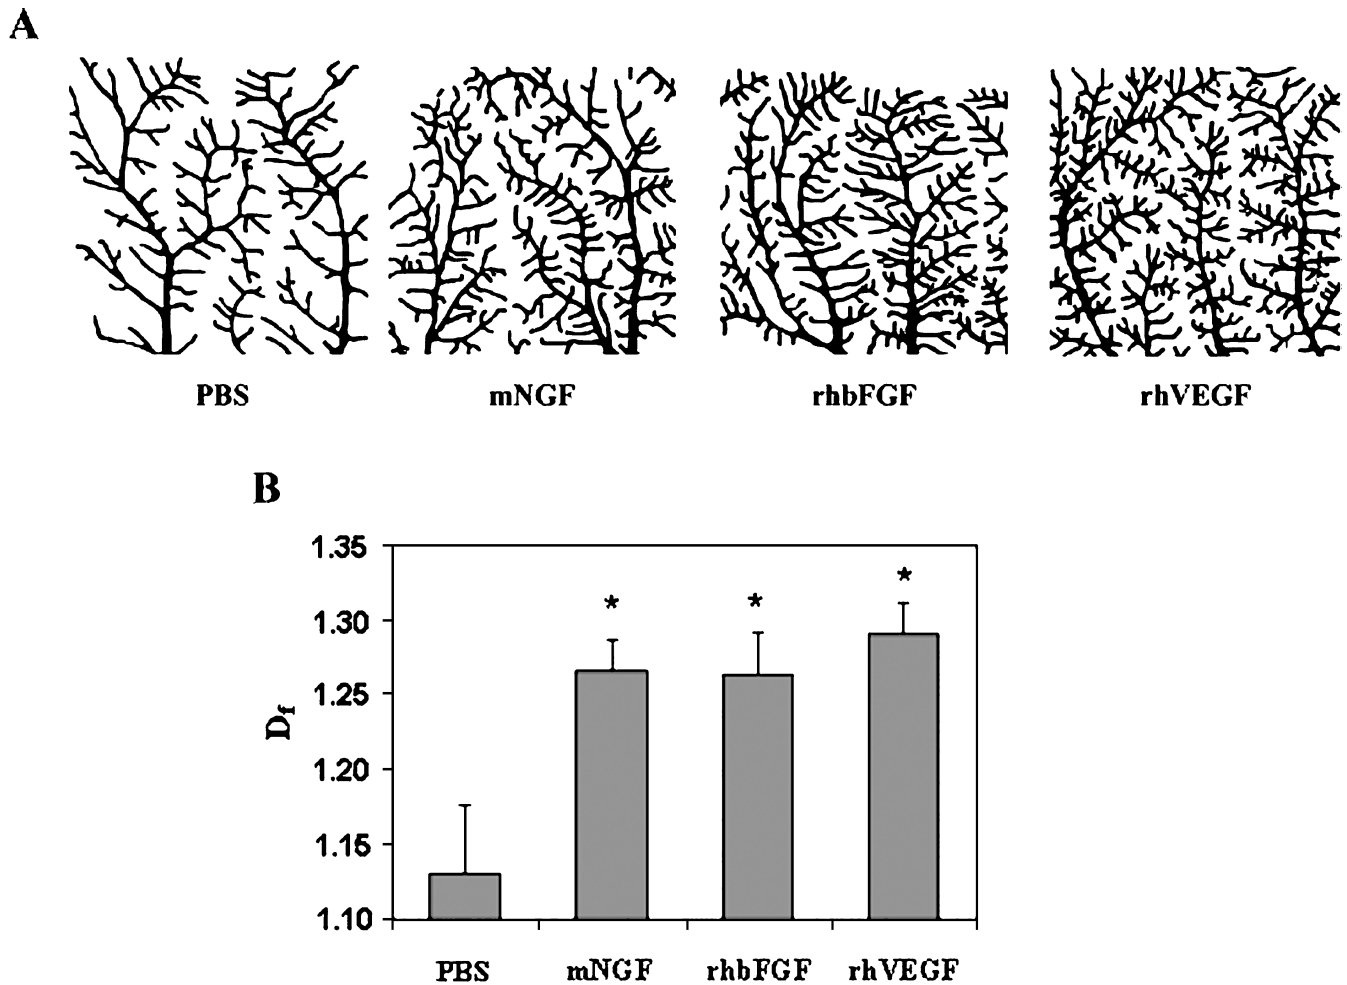 A
PBS mNGF rhbFGF rhVEGF
B
1.35
1.30
1.25
1.20
1.15
1.10
Df
* * *
PBS mNGF rhbFGF rhVEGF